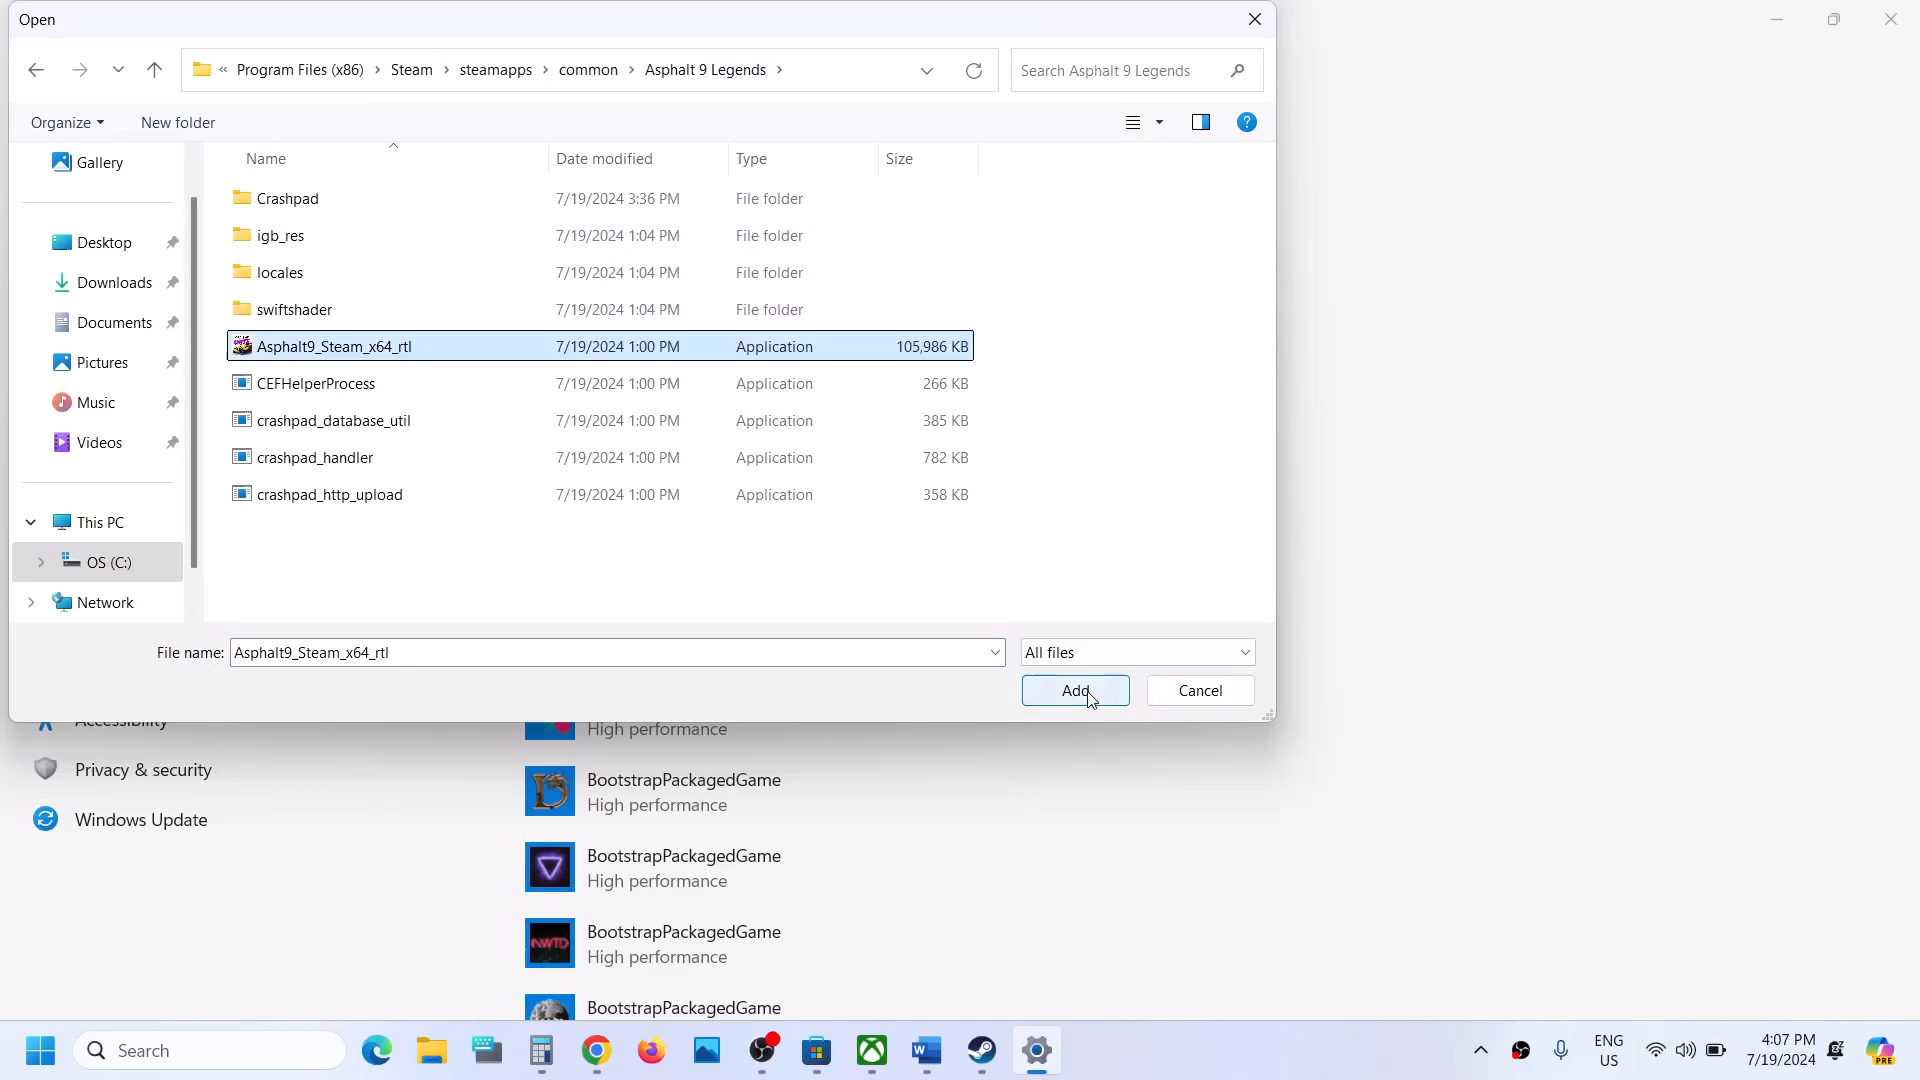 Open
« Program Files (x86) › Steam › steamapps › common › Asphalt 9 Legends ›
Search Asphalt 9 Legends
Organize
New folder
Name
Date modified
Type
Size
Gallery
Desktop
Downloads
Documents
Pictures
Music
Videos
This PC
OS (C:)
Network
Crashpad 7/19/2024 3:36 PM File folder
igb_res 7/19/2024 1:04 PM File folder
locales 7/19/2024 1:04 PM File folder
swiftshader 7/19/2024 1:04 PM File folder
Asphalt9_Steam_x64_rtl 7/19/2024 1:00 PM Application 105,986 KB
CEFHelperProcess 7/19/2024 1:00 PM Application 266 KB
crashpad_database_util 7/19/2024 1:00 PM Application 385 KB
crashpad_handler 7/19/2024 1:00 PM Application 782 KB
crashpad_http_upload 7/19/2024 1:00 PM Application 358 KB
File name: Asphalt9_Steam_x64_rtl
All files
Add
Cancel
Accessibility
Privacy & security
Windows Update
High performance
BootstrapPackagedGame
High performance
BootstrapPackagedGame
High performance
NWTD
BootstrapPackagedGame
High performance
BootstrapPackagedGame
Search
ENG
US
4:07 PM
7/19/2024
PRE